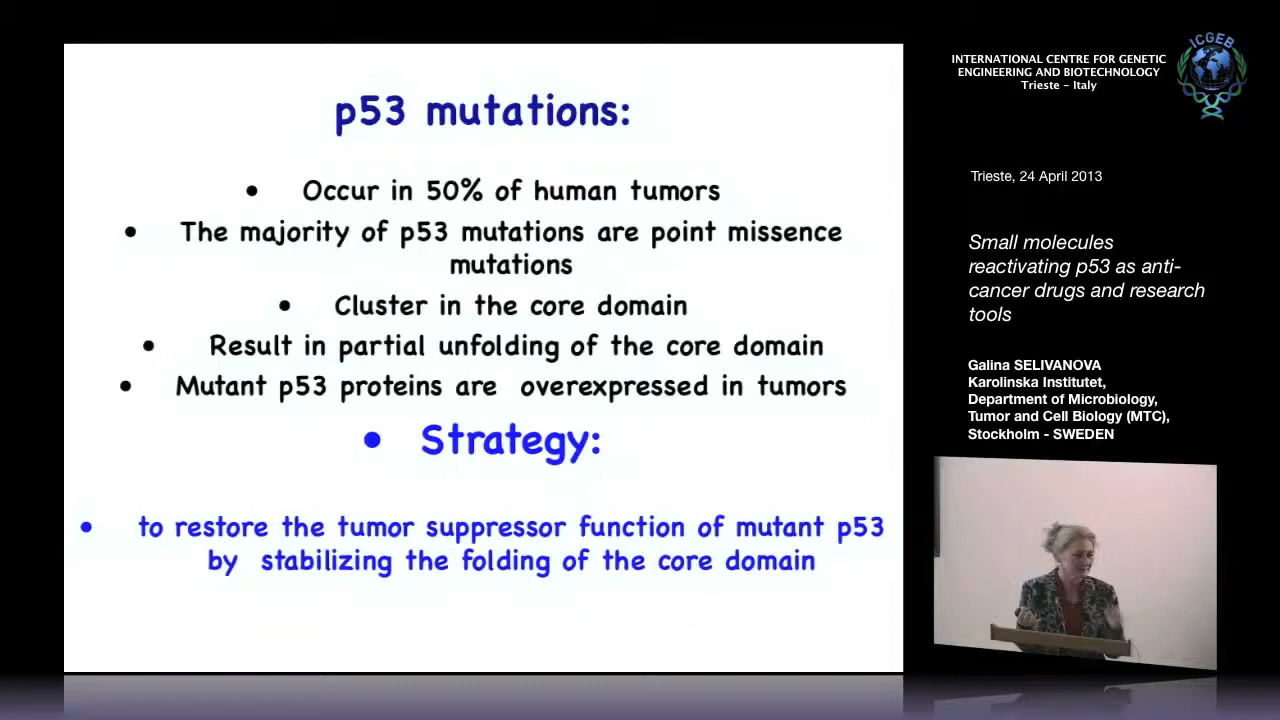 p53 mutations:
• Occur in 50% of human tumors
• The majority of p53 mutations are point missence
mutations
• Cluster in the core domain
• Result in partial unfolding of the core domain
• Mutant p53 proteins are overexpressed in tumors
• Strategy:
• to restore the tumor suppressor function of mutant p53
by stabilizing the folding of the core domain
INTERNATIONAL CENTRE FOR GENETIC
ENGINEERING AND BIOTECHNOLOGY
Trieste - Italy
ICGEB
Trieste, 24 April 2013
Small molecules
reactivating p53 as anti-
cancer drugs and research
tools
Galina SELIVANOVA
Karolinska Institutet,
Department of Microbiology,
Tumor and Cell Biology (MTC),
Stockholm - SWEDEN